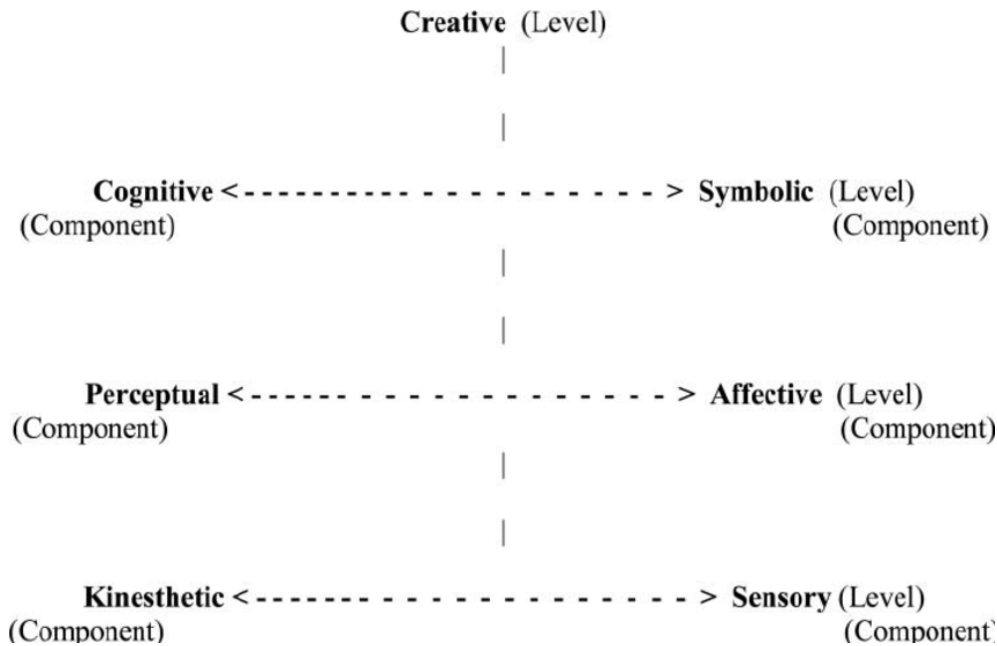 Creative (Level)
Cognitive <- - - - - - - - - - - - - - - - - - - -> Symbolic (Level)
(Component) (Component)
Perceptual <- - - - - - - - - - - - - - - - - - - -> Affective (Level)
(Component) (Component)
Kinesthetic <- - - - - - - - - - - - - - - - - - - -> Sensory (Level)
(Component) (Component)